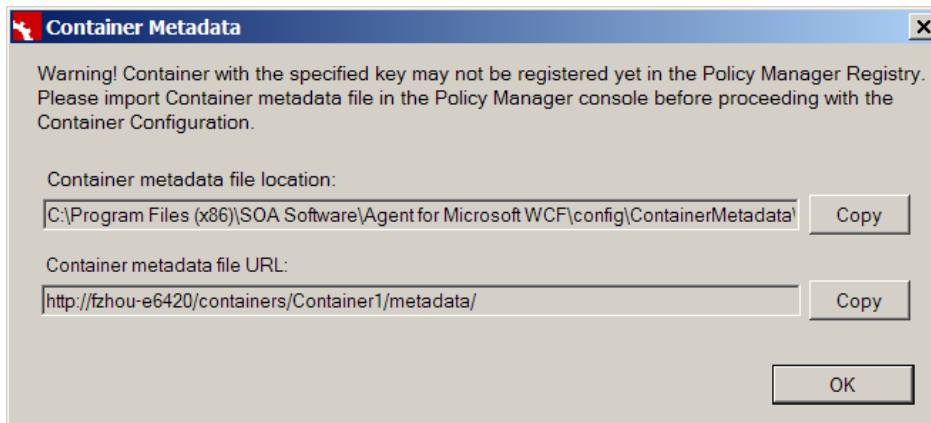 Container Metadata
Warning! Container with the specified key may not be registered yet in the Policy Manager Registry.
Please import Container metadata file in the Policy Manager console before proceeding with the
Container Configuration.
Container metadata file location:
C:\Program Files (x86)\SOA Software\Agent for Microsoft WCF\config\ContainerMetadata\
Copy
Container metadata file URL:
http://fzhou-e6420/containers/Container1/metadata/
Copy
OK